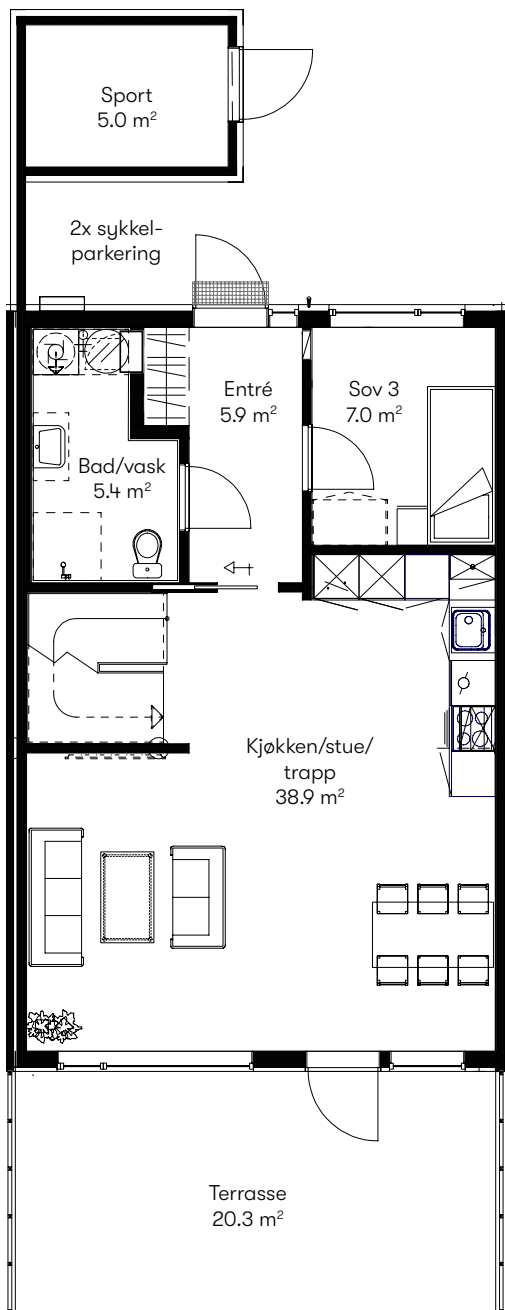 Sport
5.0 m²
2x sykkel-
parkering
Entré
5.9 m²
Sov 3
7.0 m²
Bad/vask
5.4 m²
Kjøkken/stue/
trapp
38.9 m²
Terrasse
20.3 m²